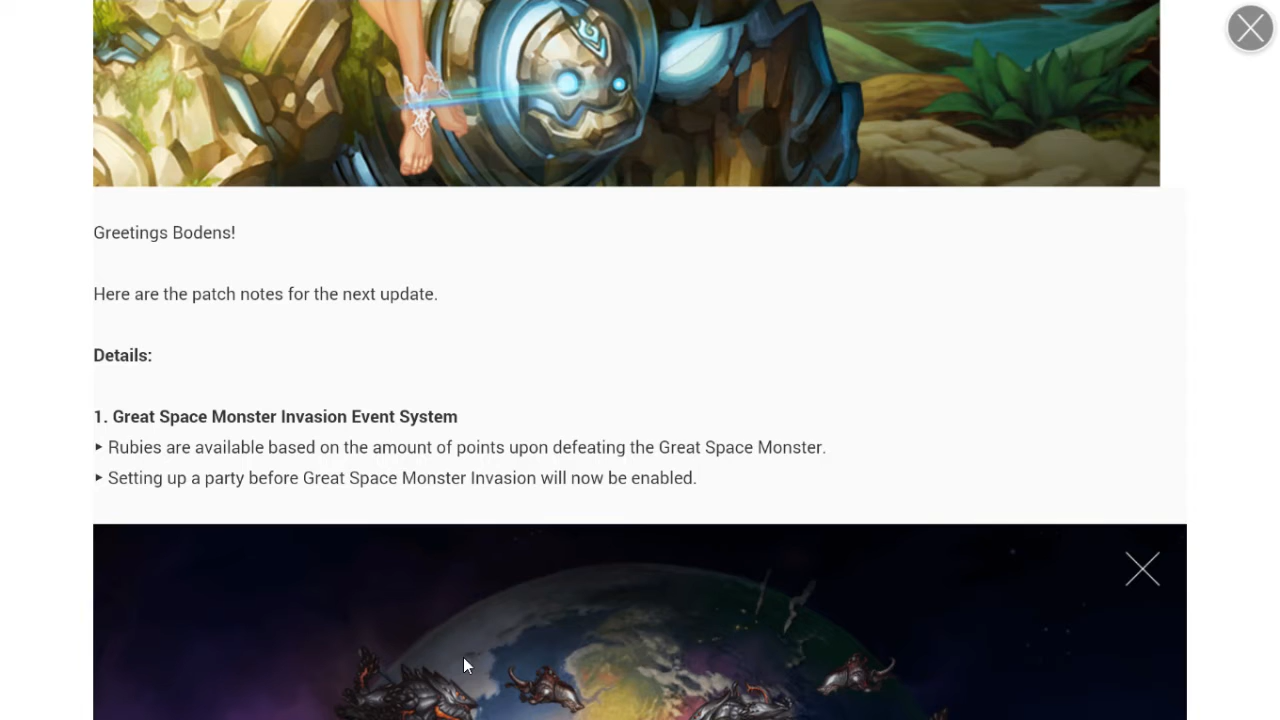 Greetings Bodens!
Here are the patch notes for the next update.
Details:
1. Great Space Monster Invasion Event System
‣ Rubies are available based on the amount of points upon defeating the Great Space Monster.
‣ Setting up a party before Great Space Monster Invasion will now be enabled.